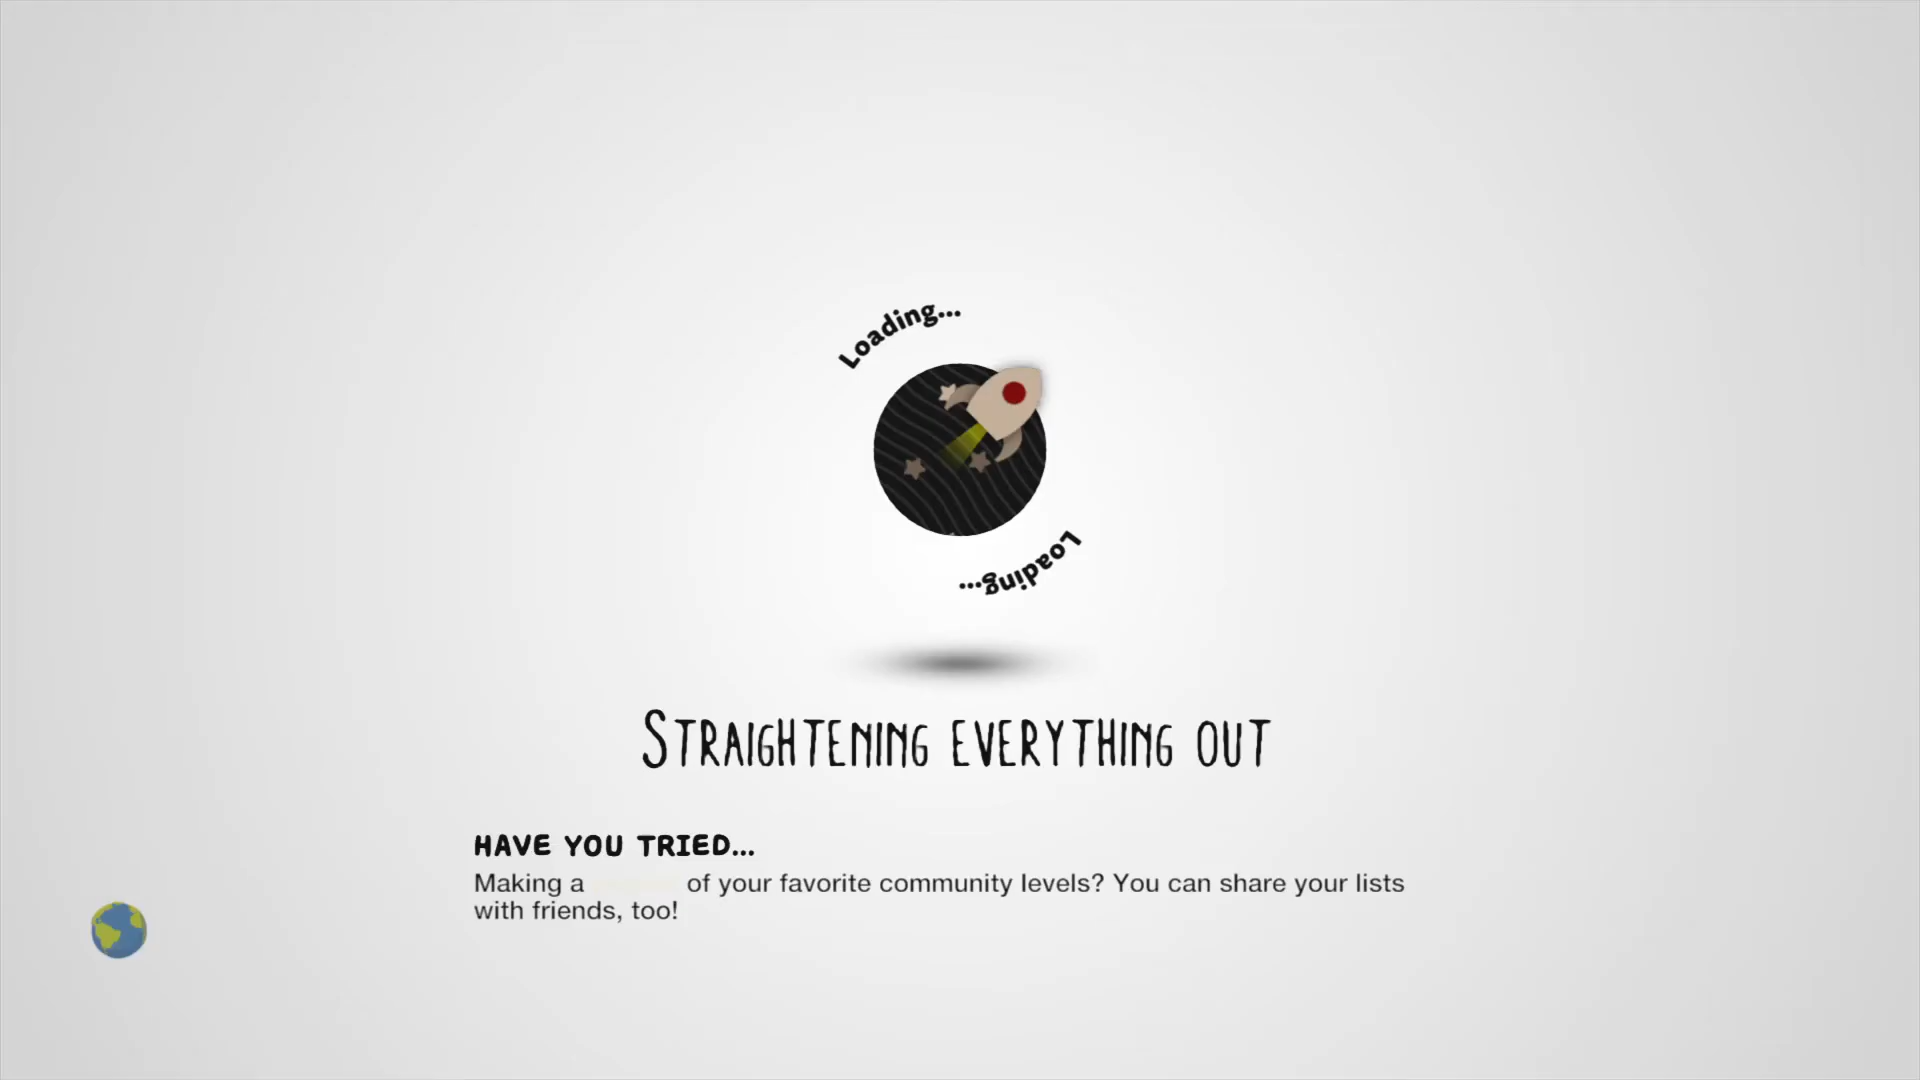 Loading...
Loading...
Straightening everything out
HAVE YOU TRIED...
Making a of your favorite community levels? You can share your lists
with friends, too!